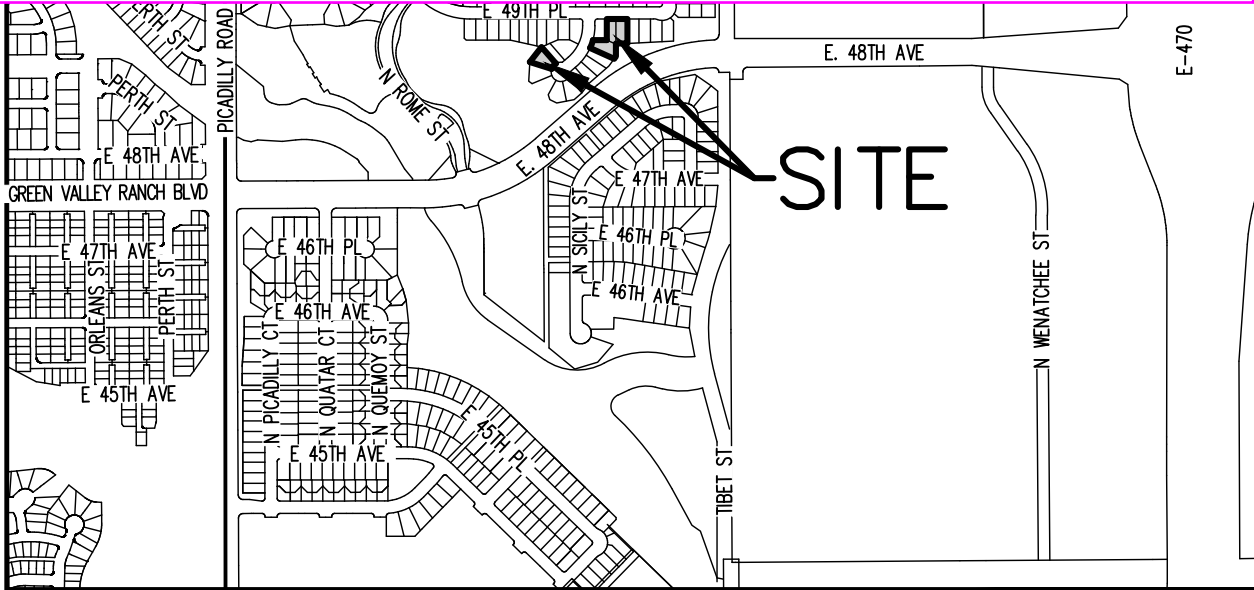 E 49TH PL
PERTH ST
PICADILLY ROAD
E. 48TH AVE
E-470
N ROME ST
PERTH ST
E 48TH AVE
E. 48TH AVE
SITE
GREEN VALLEY RANCH BLVD
E 47TH AVE
N SICILY ST
E 46TH PL
E 46TH AVE
E 47TH AVE
ORLEANS ST
PERTH ST
E 45TH AVE
E 46TH PL
E 46TH AVE
N PICADILLY CT
N QUATAR CT
N QUEMOY ST
E 45TH AVE
E 45TH PL
TIBET ST
N WENATCHEE ST